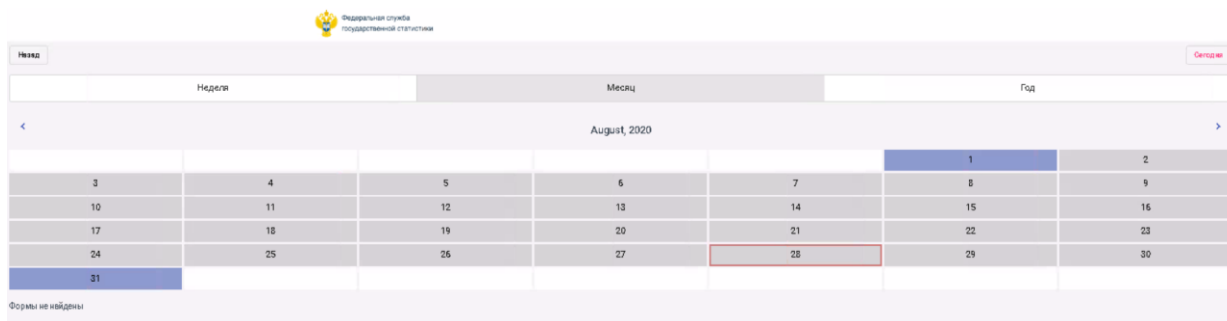 Федеральная служба
государственной статистики
Назад
Сегодня
Неделя Месяц Год
< August, 2020 >
1 2
3 4 5 6 7 8 9
10 11 12 13 14 15 16
17 18 19 20 21 22 23
24 25 26 27 28 29 30
31
Формы не найдены